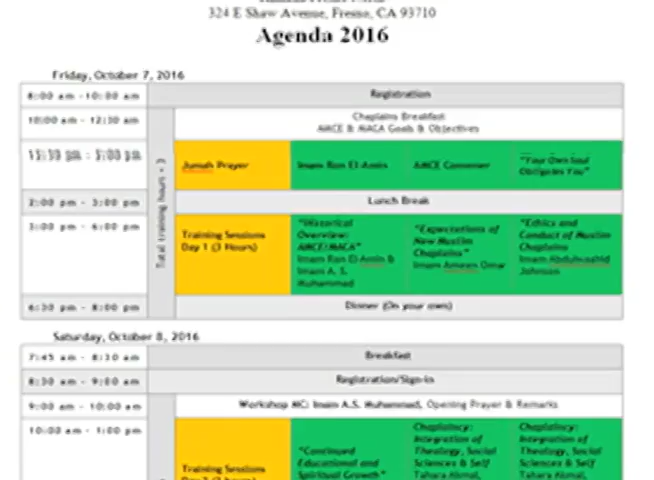 324 E Shaw Avenue, Fresno, CA 93710
Agenda 2016
Friday, October 7, 2016
8:00 am - 10:00 am
Registration
10:00 am - 12:30 am
Chaplains Breakfast
AMCE & MACA Goals & Objectives
Total training hours = 3
Jumah Prayer
Imam Ron El-Amin
AMCE Convener
"Your Own Soul
Obligates You"
2:00 pm - 3:00 pm
Lunch Break
3:00 pm - 6:00 pm
Training Sessions
Day 1 (3 Hours)
"Historical
Overview:
AMCE/MACA"
Imam Ron El-Amin &
Imam A. S.
Muhammad
"Expectations of
New Muslim
Chaplains"
Imam Ameen Omar
"Ethics and
Conduct of Muslim
Chaplains
Imam
Johnson
6:30 pm - 8:00 pm
Dinner (On your own)
Saturday, October 8, 2016
7:45 am - 8:30 am
Breakfast
8:30 am - 9:00 am
Registration/Sign-in
9:00 am - 10:00 am
Workshop MC: Imam A.S. Muhammad, Opening Prayer & Remarks
10:00 am - 1:00 pm
Training Sessions
"Continued
Educational and
Spiritual Growth"
Chaplaincy:
Integration of
Theology, Social
Sciences & Self
Tahara Akmal,
Chaplaincy:
Integration of
Theology, Social
Sciences & Self
Tahara Akmal,